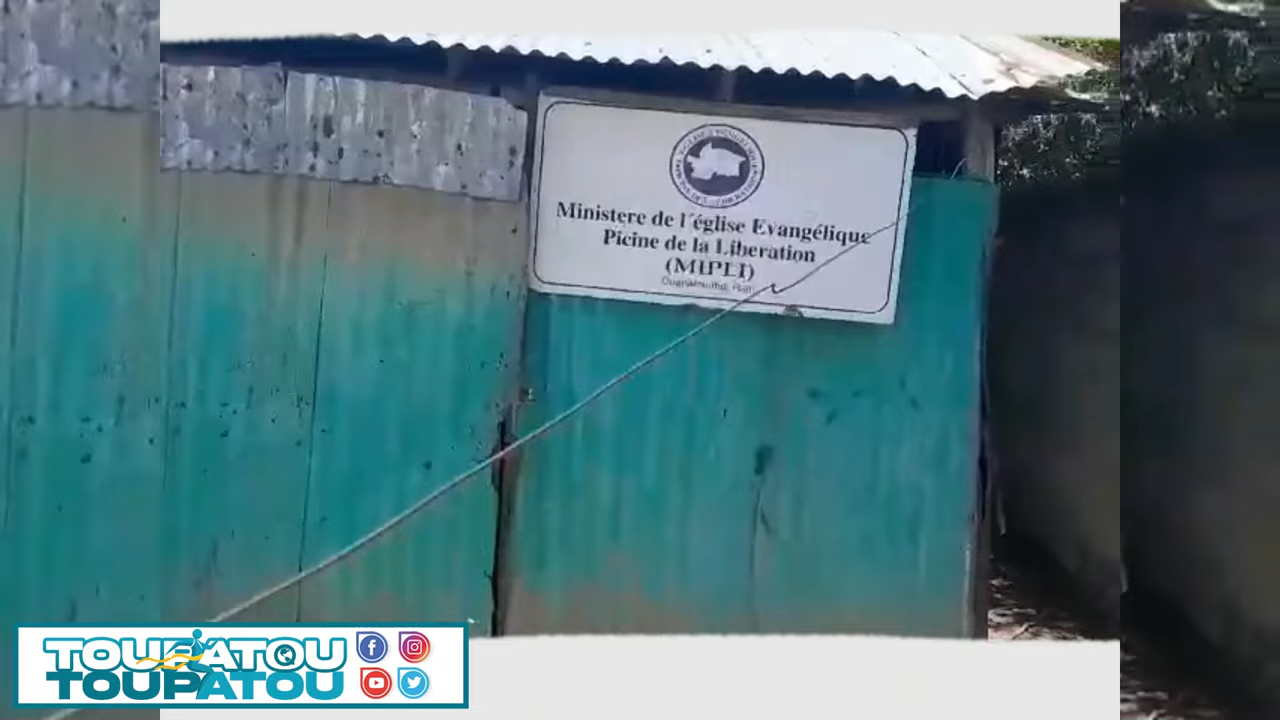 Ministere de l'église Evangélique
Picine de la Liberation
(MIPLI)
TOUPATOU
TOUPATOU